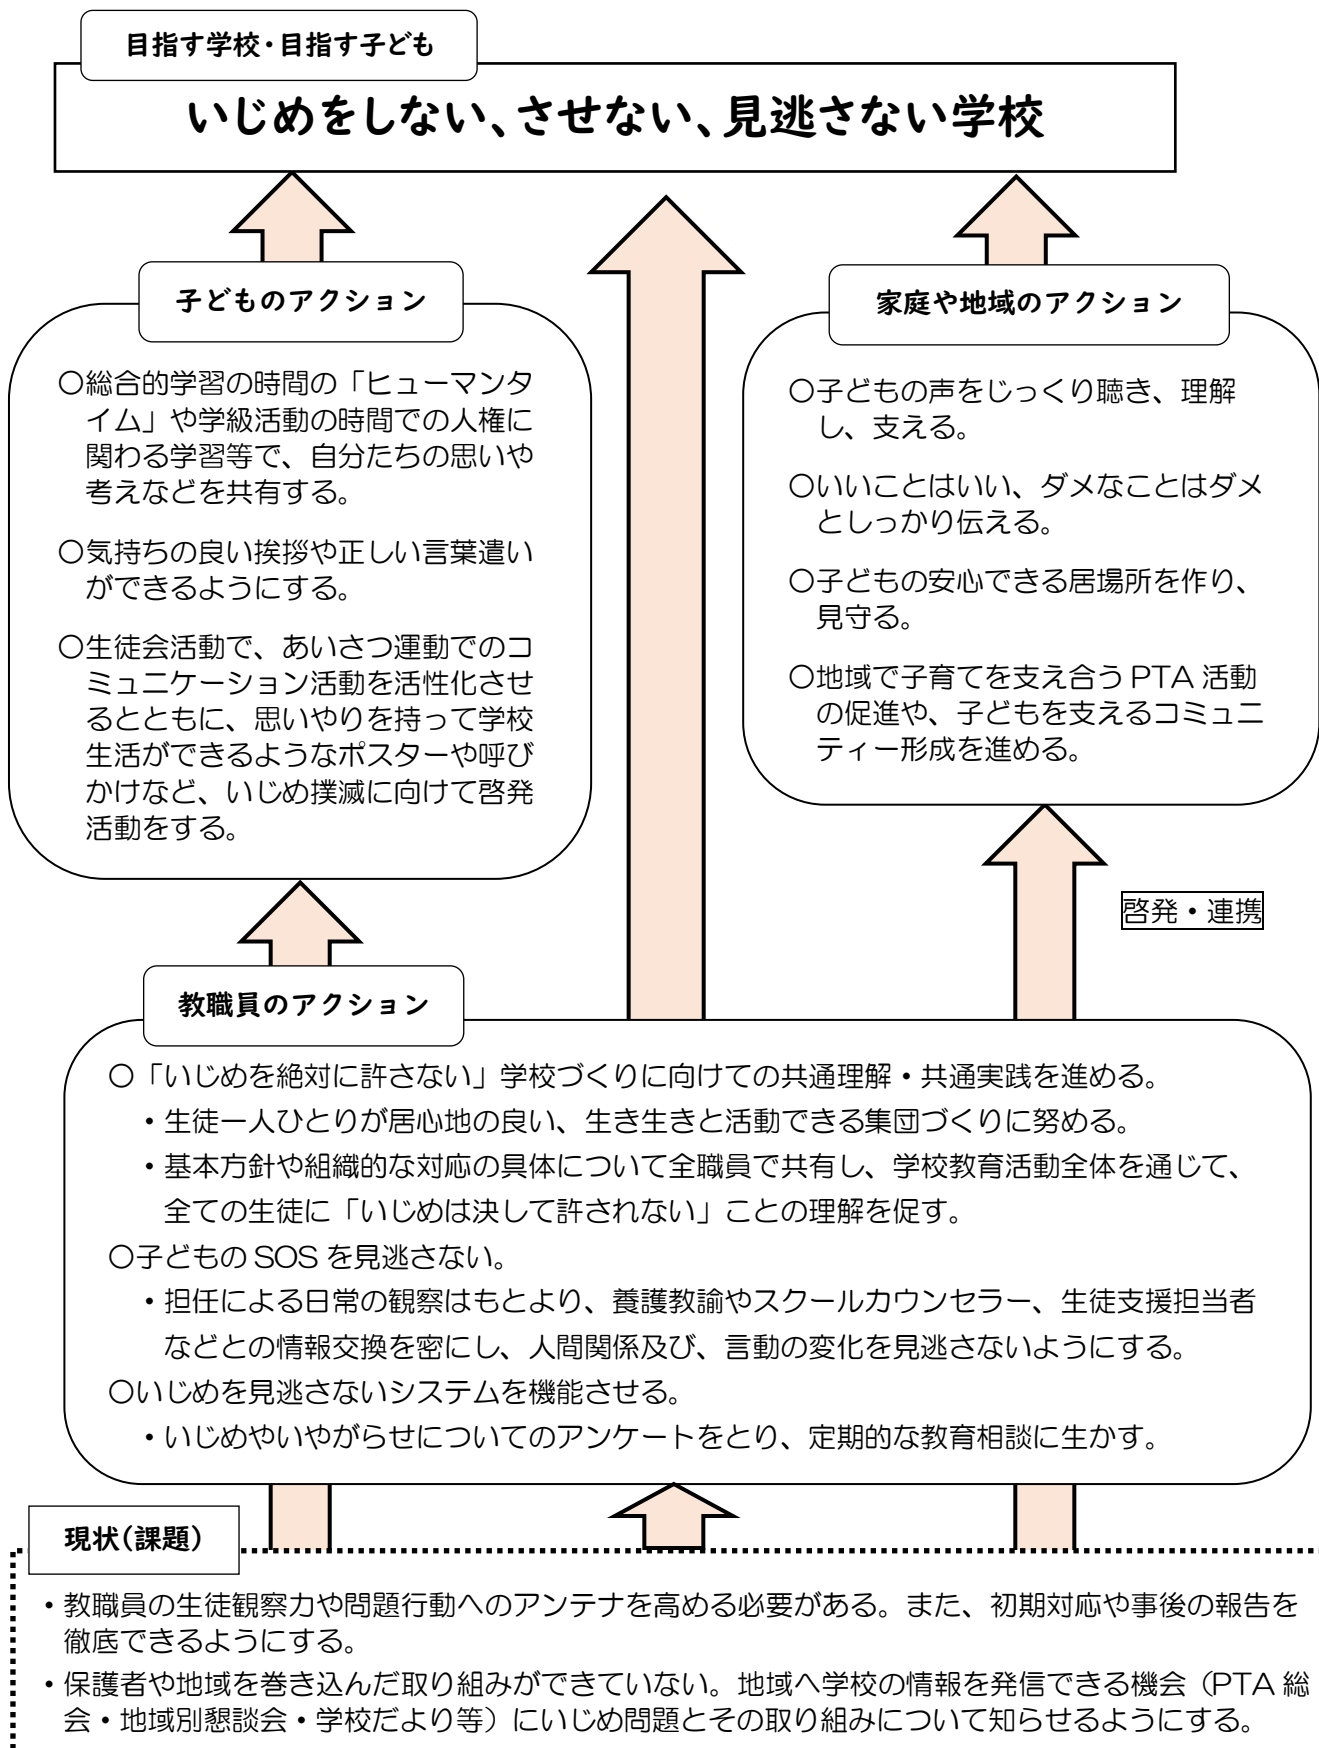 目指す学校・目指す子ども
いじめをしない、させない、見逃さない学校
子どものアクション
〇総合的学習の時間の「ヒューマンタ
イム」や学級活動の時間での人権に
関わる学習等で、自分たちの思いや
考えなどを共有する。
〇気持ちの良い挨拶や正しい言葉遣い
ができるようにする。
〇生徒会活動で、あいさつ運動でのコ
ミュニケーション活動を活性化させ
るとともに、思いやりを持って学校
生活ができるようなポスターや呼び
かけなど、いじめ撲滅に向けて啓発
活動をする。
家庭や地域のアクション
〇子どもの声をじっくり聴き、理解
し、支える。
〇いいことはいい、ダメなことはダメ
としっかり伝える。
〇子どもの安心できる居場所を作り、
見守る。
〇地域で子育てを支え合う PTA 活動
の促進や、子どもを支えるコミュニ
ティー形成を進める。
啓発・連携
教職員のアクション
〇「いじめを絶対に許さない」学校づくりに向けての共通理解・共通実践を進める。
・生徒一人ひとりが居心地の良い、生き生きと活動できる集団づくりに努める。
・基本方針や組織的な対応の具体について全職員で共有し、学校教育活動全体を通じて、
全ての生徒に「いじめは決して許されない」ことの理解を促す。
〇子どもの SOS を見逃さない。
・担任による日常の観察はもとより、養護教諭やスクールカウンセラー、生徒支援担当者
などとの情報交換を密にし、人間関係及び、言動の変化を見逃さないようにする。
〇いじめを見逃さないシステムを機能させる。
・いじめやいやがらせについてのアンケートをとり、定期的な教育相談に生かす。
現状（課題）
・教職員の生徒観察力や問題行動へのアンテナを高める必要がある。また、初期対応や事後の報告を
徹底できるようにする。
・保護者や地域を巻き込んだ取り組みができていない。地域へ学校の情報を発信できる機会（PTA 総
会・地域別懇談会・学校だより等）にいじめ問題とその取り組みについて知らせるようにする。